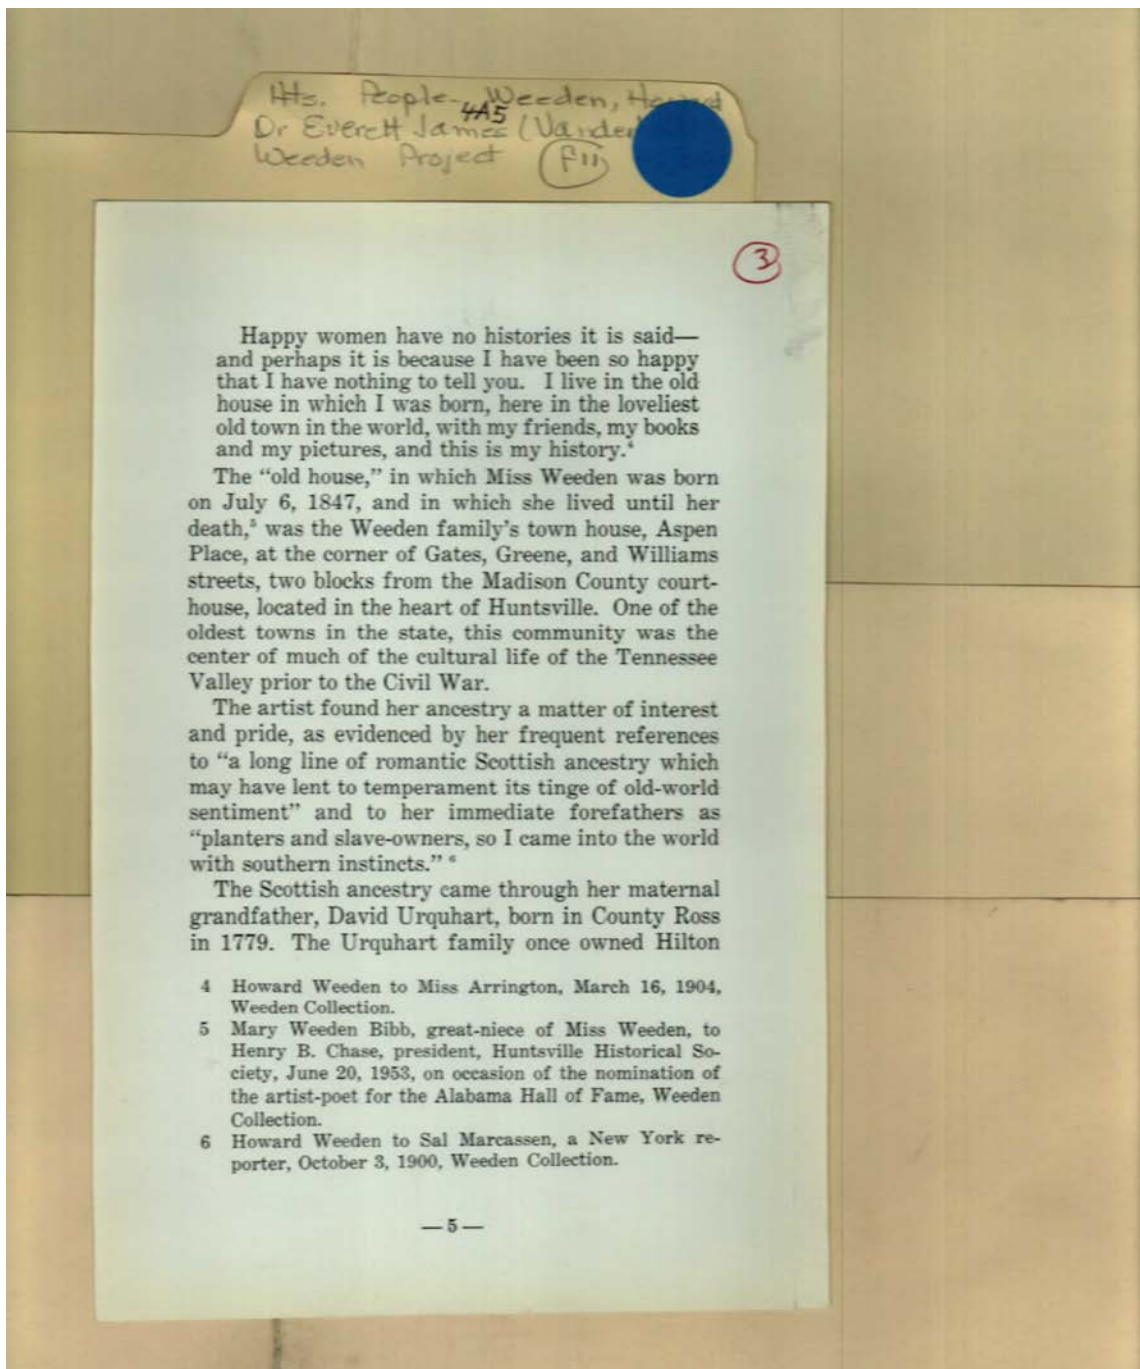 Hts. People- Weeden,
4A5
Dr Everett James
Weeden Project F11
3
Happy women have no histories it is said—
and perhaps it is because I have been so happy
that I have nothing to tell you. I live in the old
house in which I was born, here in the loveliest
old town in the world, with my friends, my books
and my pictures, and this is my history.⁴
The “old house,” in which Miss Weeden was born
on July 6, 1847, and in which she lived until her
death,⁵ was the Weeden family’s town house, Aspen
Place, at the corner of Gates, Greene, and Williams
streets, two blocks from the Madison County court-
house, located in the heart of Huntsville. One of the
oldest towns in the state, this community was the
center of much of the cultural life of the Tennessee
Valley prior to the Civil War.
The artist found her ancestry a matter of interest
and pride, as evidenced by her frequent references
to “a long line of romantic Scottish ancestry which
may have lent to temperament its tinge of old-world
sentiment” and to her immediate forefathers as
“planters and slave-owners, so I came into the world
with southern instincts.” ⁶
The Scottish ancestry came through her maternal
grandfather, David Urquhart, born in County Ross
in 1779. The Urquhart family once owned Hilton
4 Howard Weeden to Miss Arrington, March 16, 1904,
Weeden Collection.
5 Mary Weeden Bibb, great-niece of Miss Weeden, to
Henry B. Chase, president, Huntsville Historical So-
ciety, June 20, 1953, on occasion of the nomination of
the artist-poet for the Alabama Hall of Fame, Weeden
Collection.
6 Howard Weeden to Sal Marcassen, a New York re-
porter, October 3, 1900, Weeden Collection.
—5—